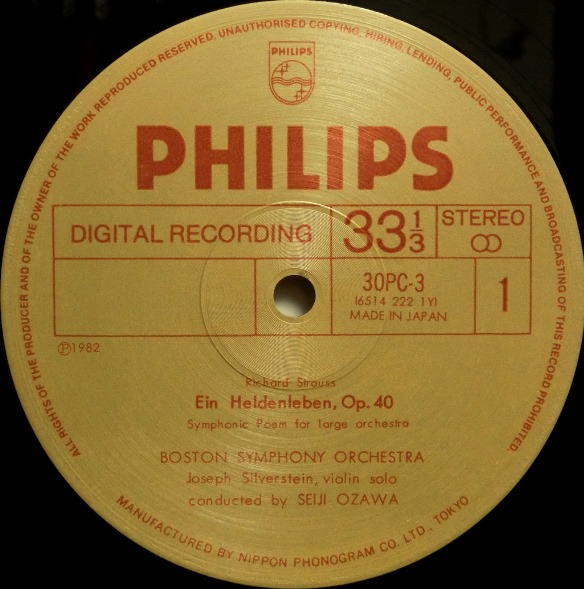 ALL RIGHTS OF THE PRODUCER AND OF THE OWNER OF THE WORK REPRODUCED RESERVED. UNAUTHORISED COPYING, HIRING, LENDING, PUBLIC PERFORMANCE AND BROADCASTING OF THIS RECORD PROHIBITED.
PHILIPS
PHILIPS
DIGITAL RECORDING
33 1/3
STEREO
30PC-3
(6514 222 1Y)
MADE IN JAPAN
1
Ⓟ1982
Richard Strauss
Ein Heldenleben, Op. 40
Symphonic Poem for large orchestra
BOSTON SYMPHONY ORCHESTRA
Joseph Silverstein, violin solo
conducted by SEIJI OZAWA
MANUFACTURED BY NIPPON PHONOGRAM CO. LTD., TOKYO